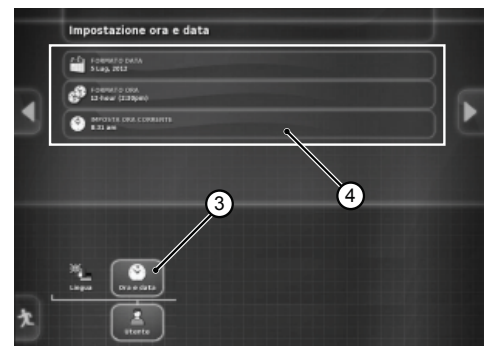 Impostazione ora e data
FORMATO DATA
5 Lug, 2012
FORMATO ORA
12-hour (2:30pm)
IMPOSTA ORA CORRENTE
8:31 am
4
3
Lingua
Ora e data
Utente